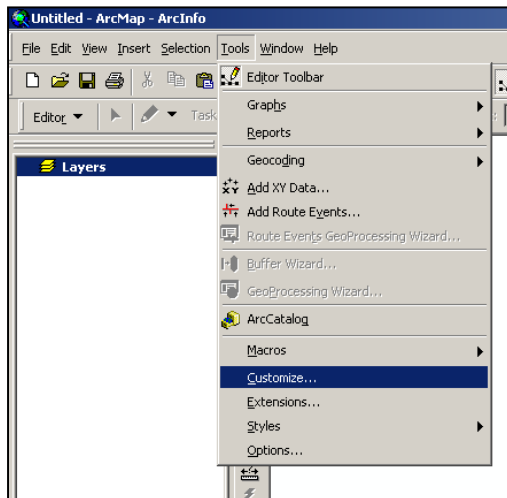 Untitled - ArcMap - ArcInfo
File Edit View Insert Selection Tools Window Help
Editor Toolbar
Editor Task
Graphs
Reports
Layers
Geocoding
Add XY Data...
Add Route Events...
Route Events GeoProcessing Wizard...
Buffer Wizard...
GeoProcessing Wizard...
ArcCatalog
Macros
Customize...
Extensions...
Styles
Options...